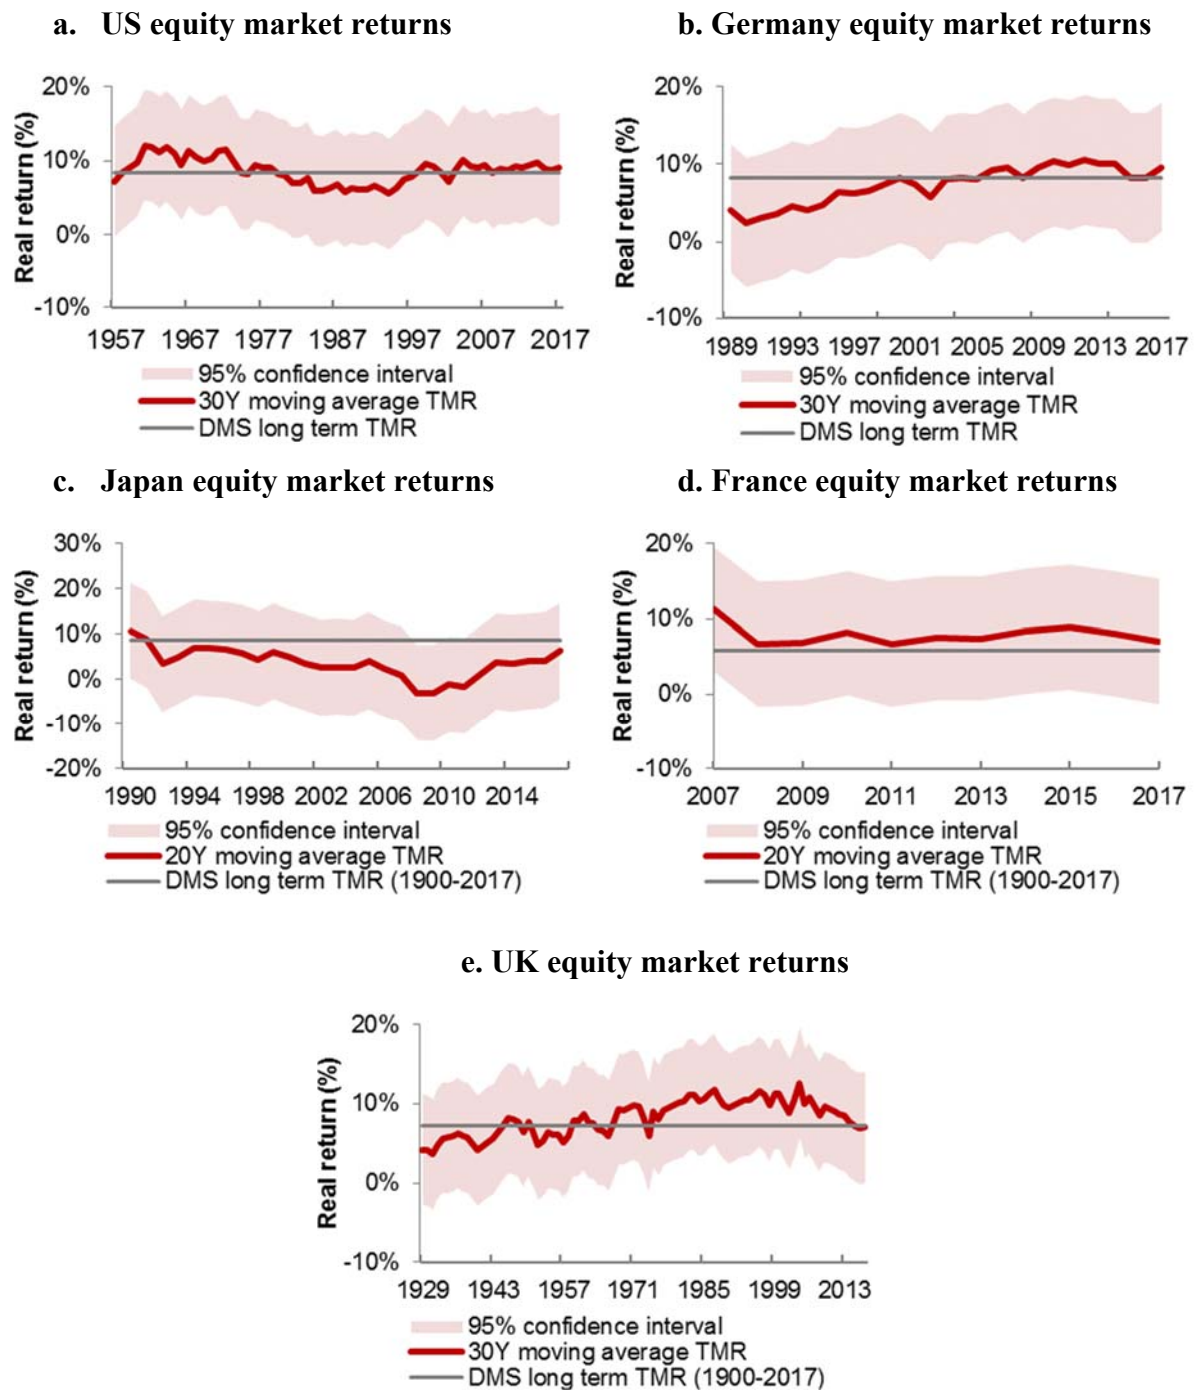 a. US equity market returns
20%
10%
0%
-10%
Real return (%)
1957 1967 1977 1987 1997 2007 2017
95% confidence interval
30Y moving average TMR
DMS long term TMR
b. Germany equity market returns
20%
10%
0%
-10%
Real return (%)
1989 1993 1997 2001 2005 2009 2013 2017
95% confidence interval
30Y moving average TMR
DMS long term TMR
c. Japan equity market returns
30%
20%
10%
0%
-10%
-20%
Real return (%)
1990 1994 1998 2002 2006 2010 2014
95% confidence interval
20Y moving average TMR
DMS long term TMR (1900-2017)
d. France equity market returns
20%
10%
0%
-10%
Real return (%)
2007 2009 2011 2013 2015 2017
95% confidence interval
20Y moving average TMR
DMS long term TMR (1900-2017)
e. UK equity market returns
20%
10%
0%
-10%
Real return (%)
1929 1943 1957 1971 1985 1999 2013
95% confidence interval
30Y moving average TMR
DMS long term TMR (1900-2017)